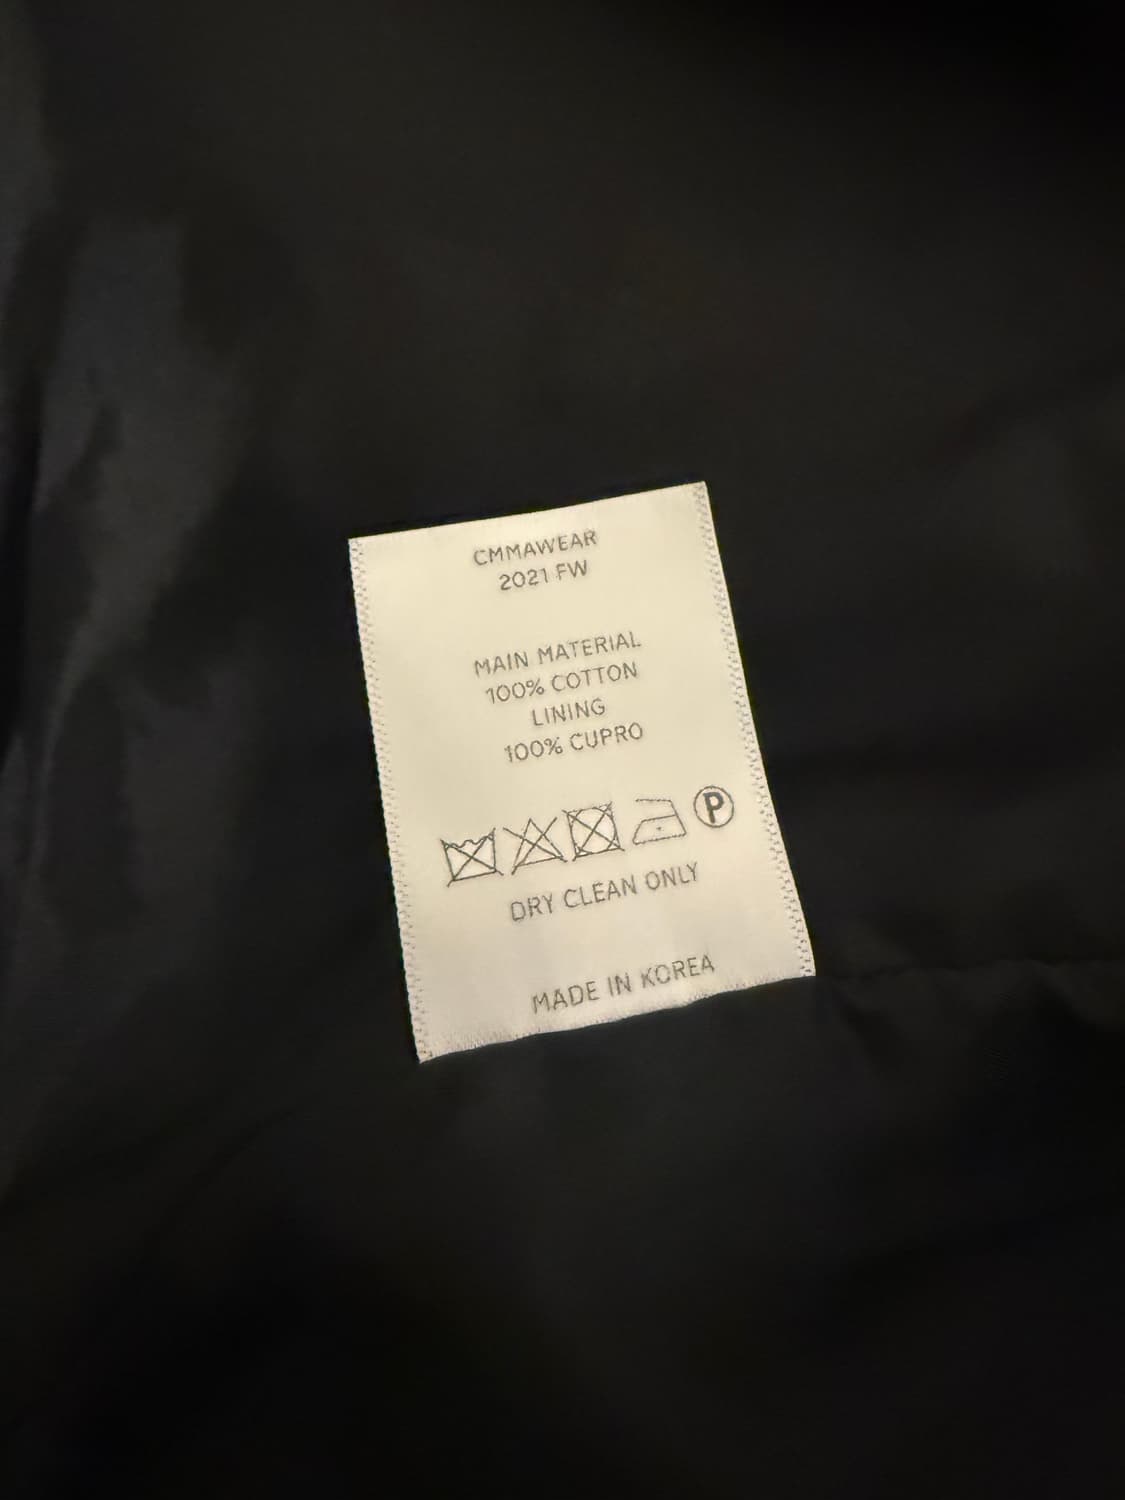 CMMAWEAR
2021 FW
MAIN MATERIAL
100% COTTON
LINING
100% CUPRO
P
DRY CLEAN ONLY
MADE IN KOREA